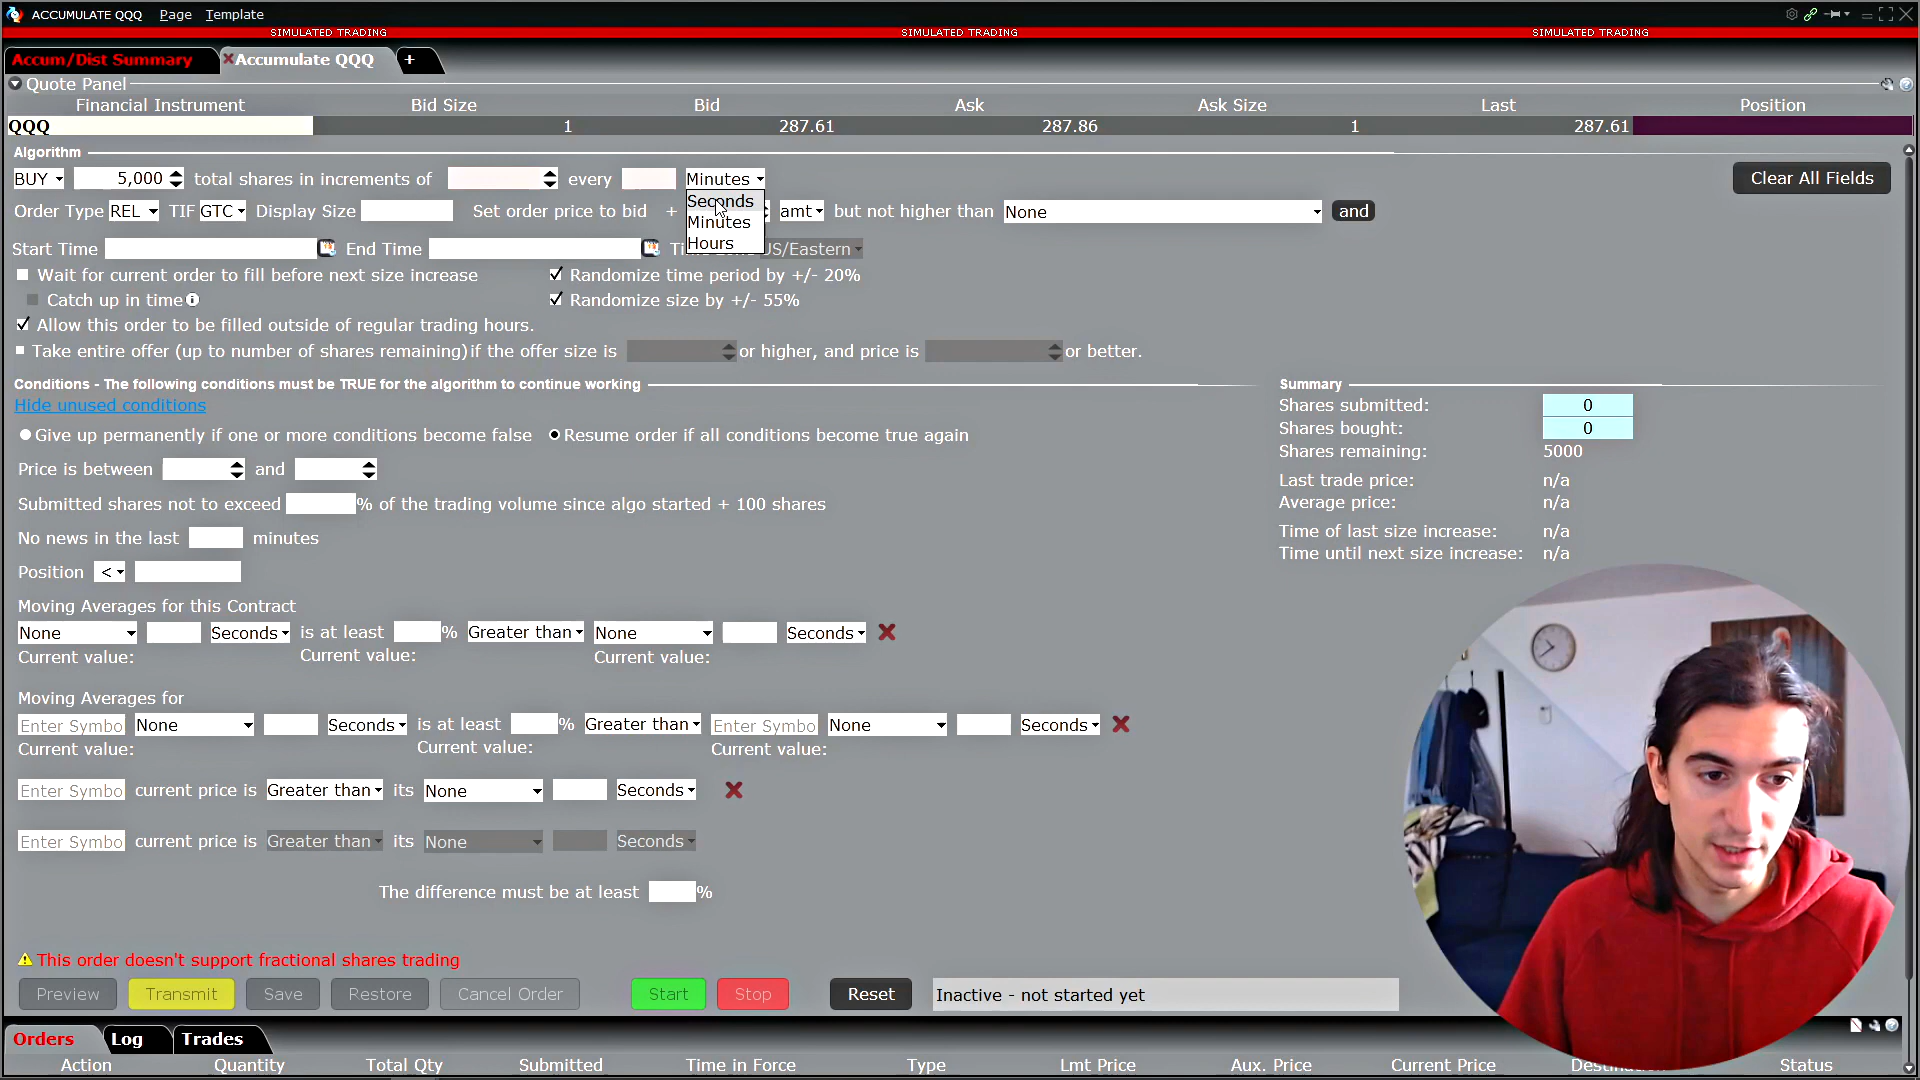 ACCUMULATE QQQ Page Template
SIMULATED TRADING SIMULATED TRADING SIMULATED TRADING
Accum/Dist Summary Accumulate QQQ +
Quote Panel
Financial Instrument Bid Size Bid Ask Ask Size Last Position
QQQ 1 287.61 287.86 1 287.61
Algorithm
BUY 5,000 total shares in increments of every Minutes Clear All Fields
Seconds
Minutes
Hours
Order Type REL TIF GTC Display Size Set order price to bid + amt but not higher than None and
Start Time End Time US/Eastern
Wait for current order to fill before next size increase Randomize time period by +/- 20%
Catch up in time Randomize size by +/- 55%
Allow this order to be filled outside of regular trading hours.
Take entire offer (up to number of shares remaining) if the offer size is or higher, and price is or better.
Conditions - The following conditions must be TRUE for the algorithm to continue working
Hide unused conditions
Give up permanently if one or more conditions become false Resume order if all conditions become true again
Price is between and
Submitted shares not to exceed % of the trading volume since algo started + 100 shares
No news in the last minutes
Position <
Summary
Shares submitted: 0
Shares bought: 0
Shares remaining: 5000
Last trade price: n/a
Average price: n/a
Time of last size increase: n/a
Time until next size increase: n/a
Moving Averages for this Contract
None Seconds is at least % Greater than None Seconds
Current value: Current value: Current value:
Moving Averages for
Enter Symbo None Seconds is at least % Greater than Enter Symbo None Seconds
Current value: Current value: Current value:
Enter Symbo current price is Greater than its None Seconds
Enter Symbo current price is Greater than its None Seconds
The difference must be at least %
This order doesn't support fractional shares trading
Preview Transmit Save Restore Cancel Order Start Stop Reset Inactive - not started yet
Orders Log Trades
Action Quantity Total Qty Submitted Time in Force Type Lmt Price Aux. Price Current Price Status